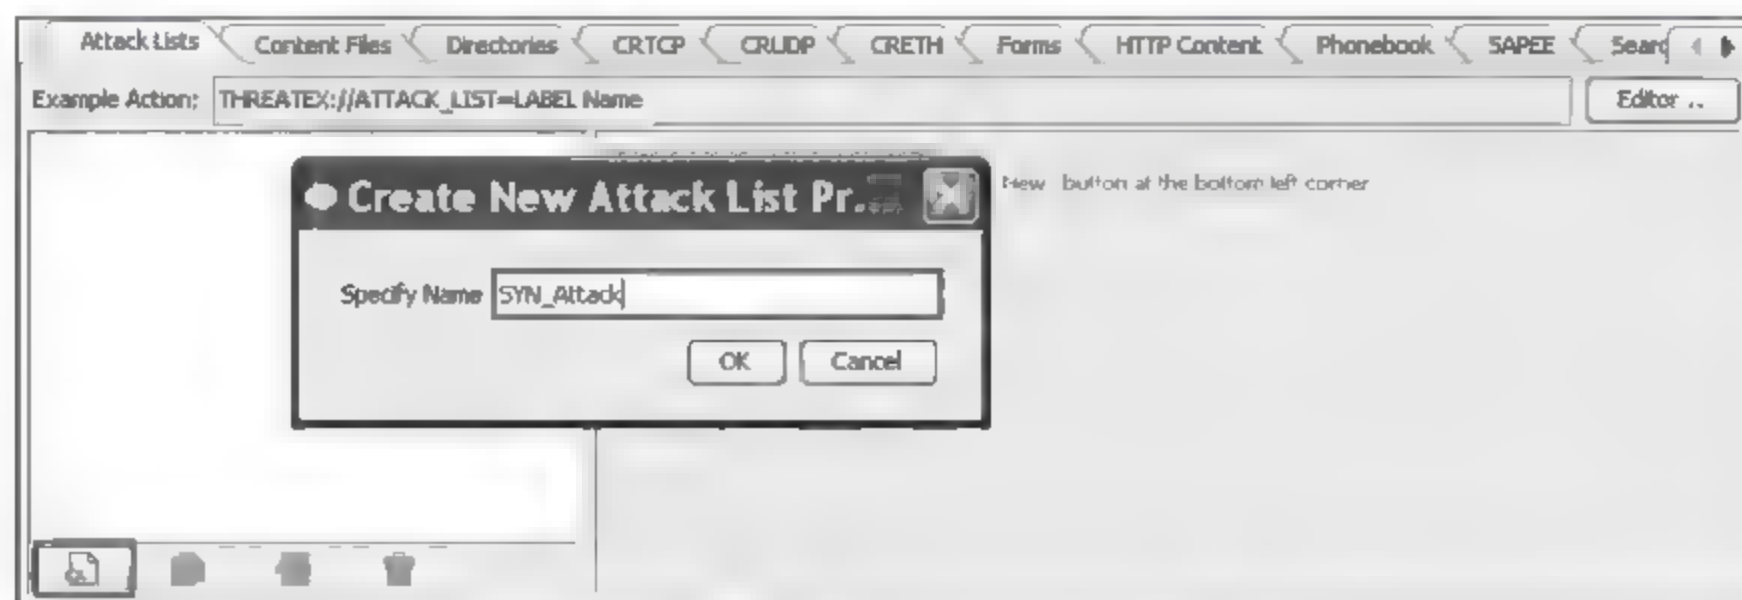 Attack Lists Content Files Directories CRTCP CRUDP CRETH Forms HTTP Content Phonebook SAPEE
Example Action: THREATEX://ATTACK_LIST=LABEL Name Editor ..
New button at the bottom left corner
Create New Attack List Pr..
Specify Name SYN_Attack
OK Cancel